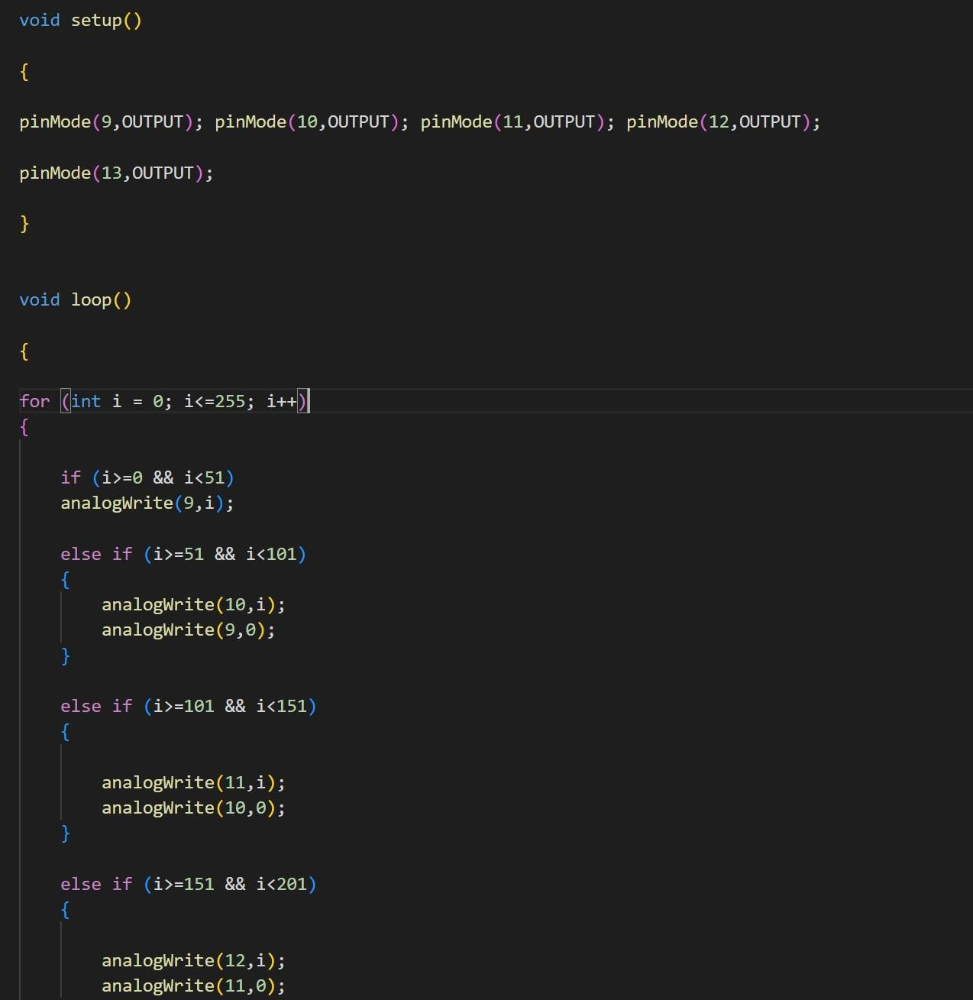 void setup()
{
pinMode(9,OUTPUT); pinMode(10,OUTPUT); pinMode(11,OUTPUT); pinMode(12,OUTPUT);
pinMode(13,OUTPUT);
}
void loop()
{
for (int i = 0; i<=255; i++)
{
if (i>=0 && i<51)
analogWrite(9,i);
else if (i>=51 && i<101)
{
analogWrite(10,i);
analogWrite(9,0);
}
else if (i>=101 && i<151)
{
analogWrite(11,i);
analogWrite(10,0);
}
else if (i>=151 && i<201)
{
analogWrite(12,i);
analogWrite(11,0);